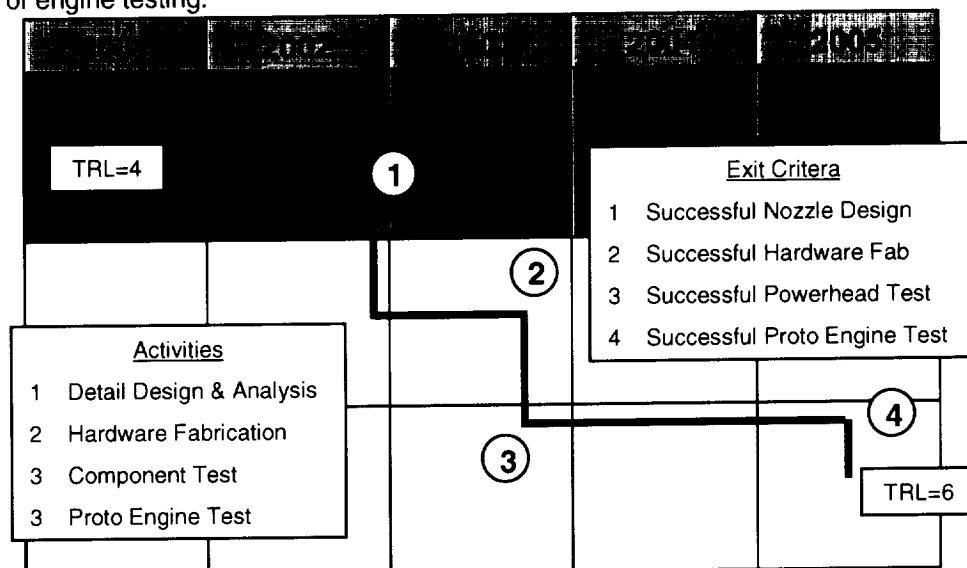 of engine testing.
2002
2005
TRL=4
1
Exit Critera
1 Successful Nozzle Design
2 Successful Hardware Fab
3 Successful Powerhead Test
4 Successful Proto Engine Test
2
Activities
1 Detail Design & Analysis
2 Hardware Fabrication
3 Component Test
3 Proto Engine Test
3
4
TRL=6